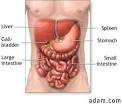 Liver
Gall-
bladder
Large
Intestine
Spleen
Stomach
Small
Intestine
adam.com